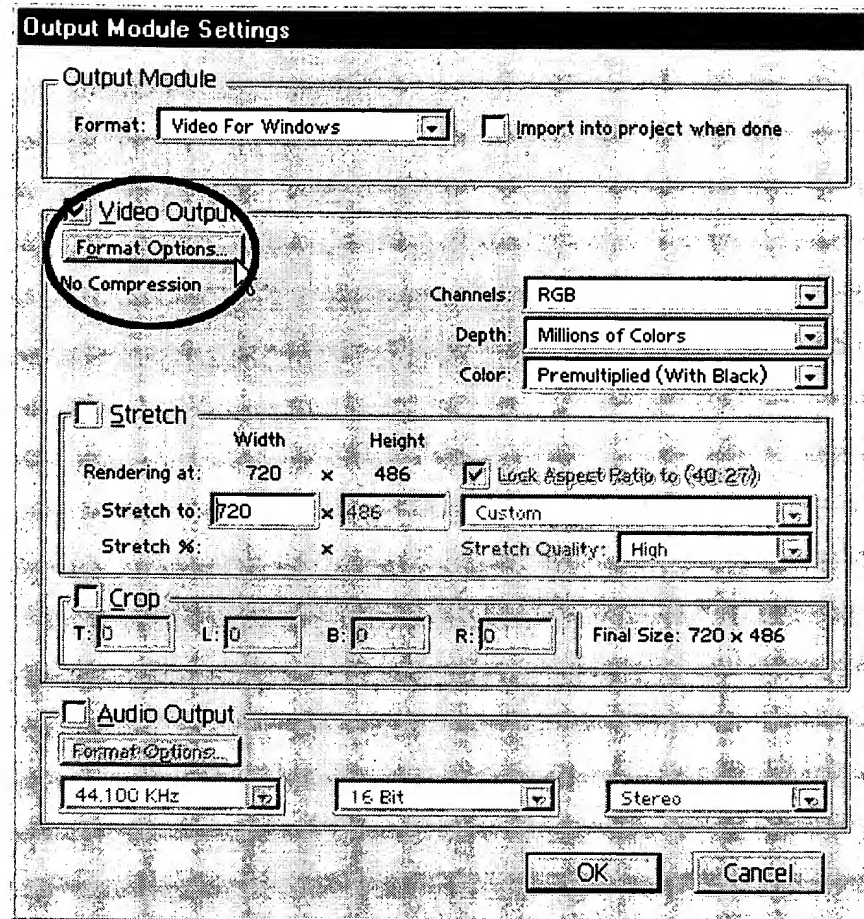 Output Module Settings
Output Module
Format: Video For Windows
Import into project when done
Video Output
Format Options...
No Compression
Channels: RGB
Depth: Millions of Colors
Color: Premultiplied (With Black)
Stretch
Width Height
Rendering at: 720 x 486 Lock Aspect Ratio to (40:27)
Stretch to: 720 x 486 Custom
Stretch %: x Stretch Quality: High
Crop
T: 0 L: 0 B: 0 R: 0 Final Size: 720 x 486
Audio Output
Format Options...
44.100 KHz 16 Bit Stereo
OK Cancel